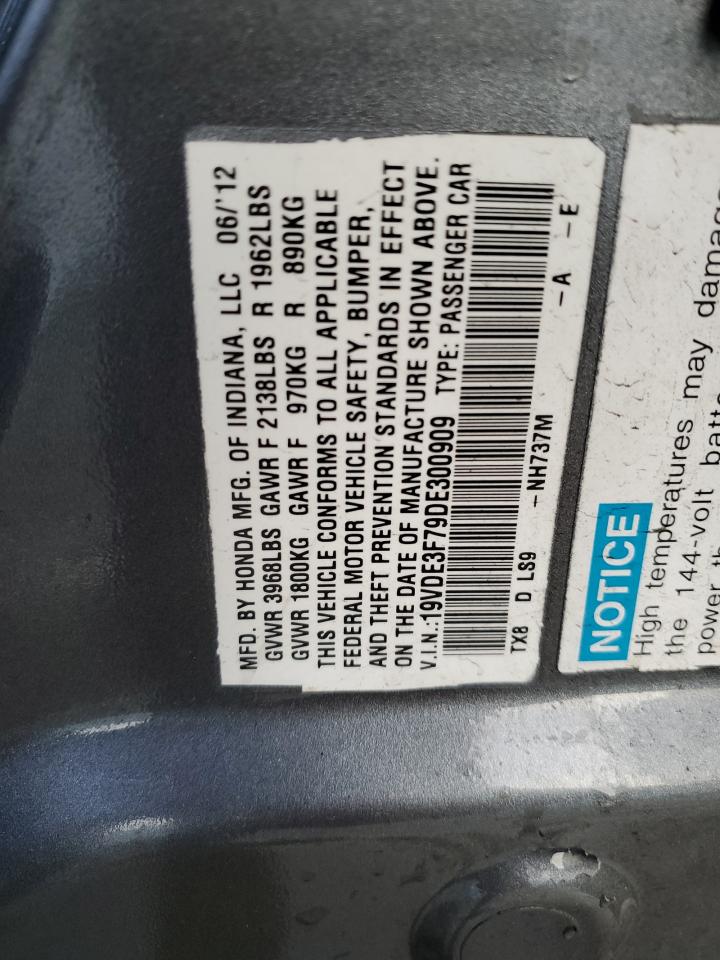 MFD. BY HONDA MFG. OF INDIANA, LLC 06/'12
GVWR 3968LBS GAWR F 2138LBS R 1962LBS
GVWR 1800KG GAWR F 970KG R 890KG
THIS VEHICLE CONFORMS TO ALL APPLICABLE
FEDERAL MOTOR VEHICLE SAFETY, BUMPER,
AND THEFT PREVENTION STANDARDS IN EFFECT
ON THE DATE OF MANUFACTURE SHOWN ABOVE.
V.I.N.:19VDE3F79DE300909 TYPE: PASSENGER CAR
TX8 D LS9 -NH737M -A -E
NOTICE
High temperatures may damage
the 144-volt
power